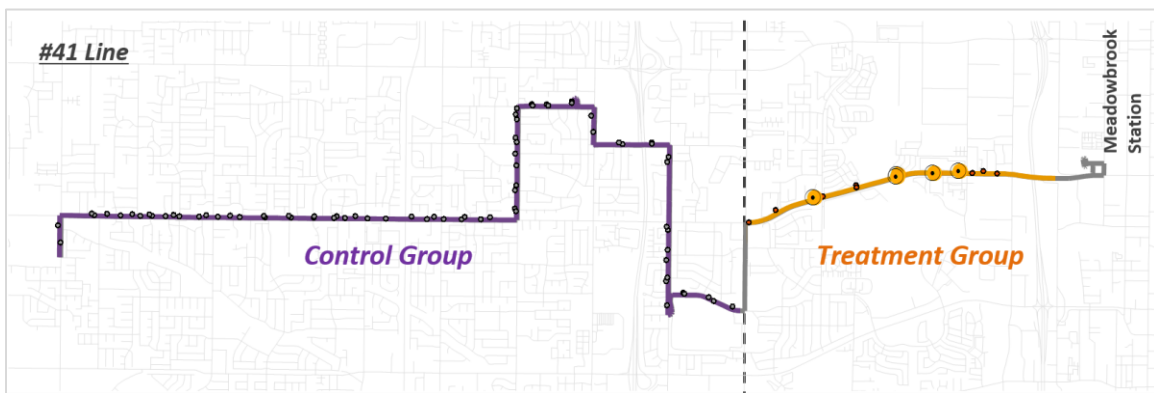 #41 Line
Meadowbrook
Station
Control Group
Treatment Group